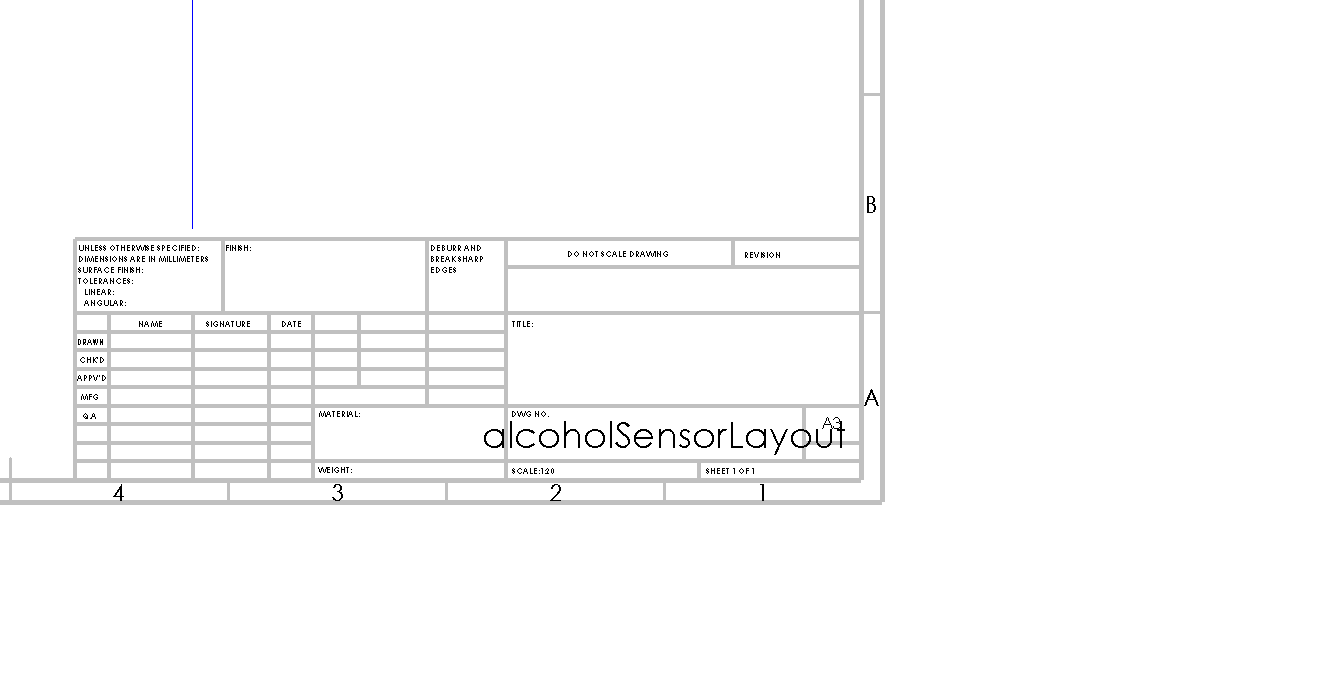 B
UNLESS OTHERWISE SPECIFIED:
DIMENSIONS ARE IN MILLIMETERS
SURFACE FINISH:
TOLERANCES:
LINEAR:
ANGULAR:
FINISH:
DEBURR AND
BREAK SHARP
EDGES
DO NOT SCALE DRAWING
REVISION
NAME SIGNATURE DATE
DRAWN
CHK'D
APPV'D
MFG
Q.A
TITLE:
A
MATERIAL:
DWG NO.
alcoholSensorLayout
A3
WEIGHT:
SCALE:1:20
SHEET 1 OF 1
4 3 2 1